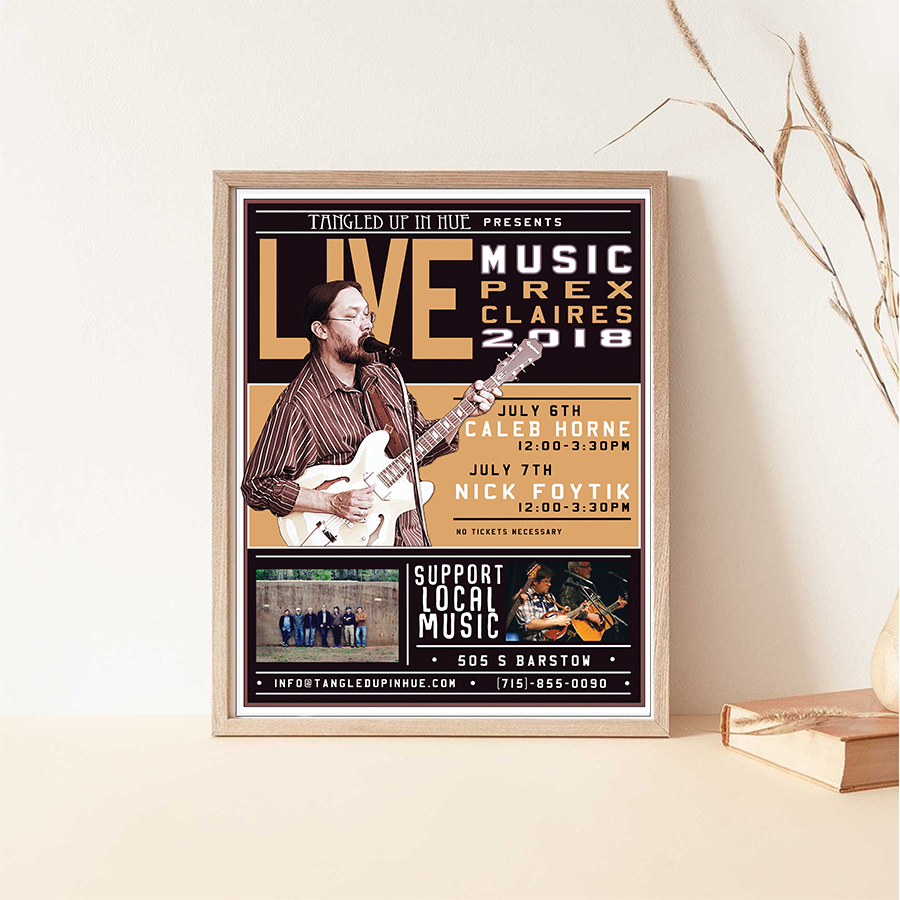 TANGLED UP IN HUE PRESENTS
LIVE
MUSIC
PREX
CLAIRES
2018
JULY 6TH
CALEB HORNE
12:00-3:30PM
JULY 7TH
NICK FOYTIK
12:00-3:30PM
NO TICKETS NECESSARY
SUPPORT
LOCAL
MUSIC
• 505 S BARSTOW •
• INFO@TANGLEDUPINHUE.COM • (715)-855-0090 •